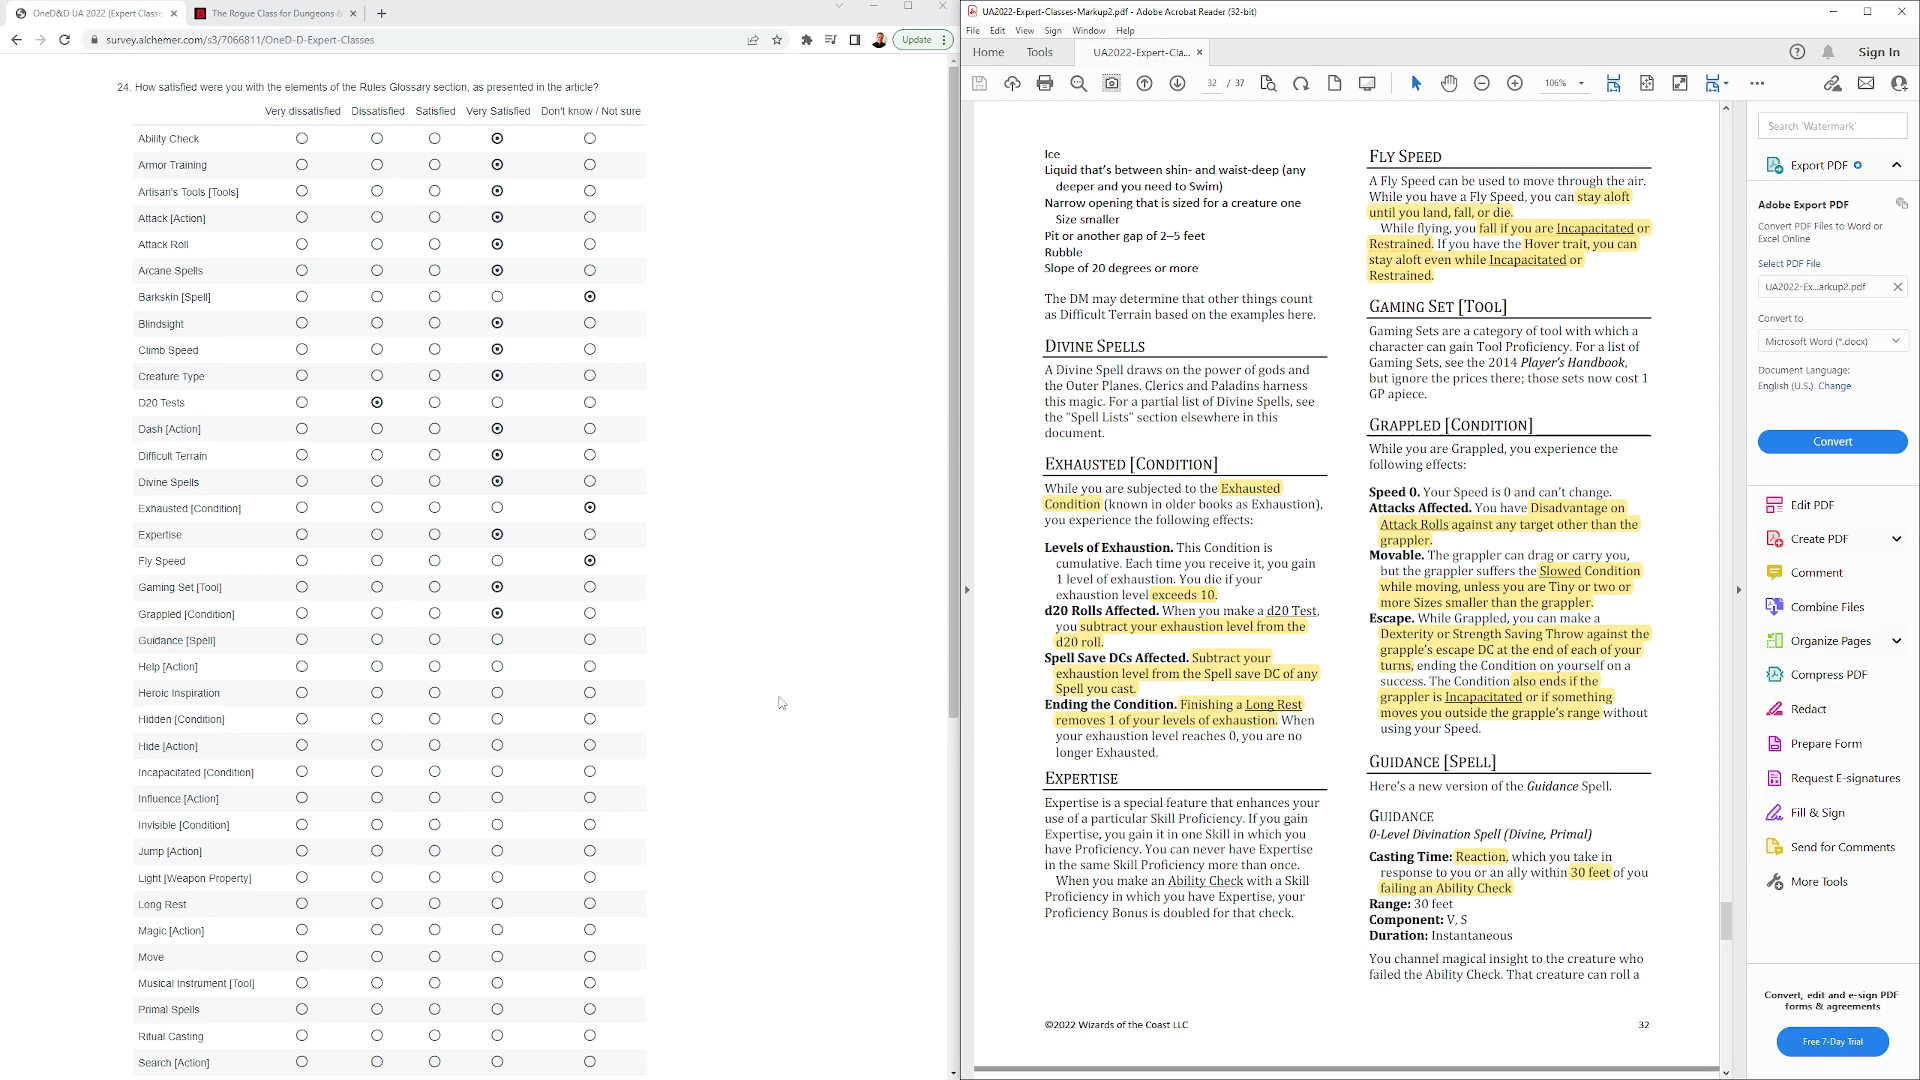 OneD&D UA 2022 (Expert Classe
The Rogue Class for Dungeons &
survey.alchemer.com/s3/7066811/OneD-D-Expert-Classes
Update
24. How satisfied were you with the elements of the Rules Glossary section, as presented in the article?
Very dissatisfied Dissatisfied Satisfied Very Satisfied Don't know / Not sure
Ability Check
Armor Training
Artisan's Tools [Tools]
Attack [Action]
Attack Roll
Arcane Spells
Barkskin [Spell]
Blindsight
Climb Speed
Creature Type
D20 Tests
Dash [Action]
Difficult Terrain
Divine Spells
Exhausted [Condition]
Expertise
Fly Speed
Gaming Set [Tool]
Grappled [Condition]
Guidance [Spell]
Help [Action]
Heroic Inspiration
Hidden [Condition]
Hide [Action]
Incapacitated [Condition]
Influence [Action]
Invisible [Condition]
Jump [Action]
Light [Weapon Property]
Long Rest
Magic [Action]
Move
Musical Instrument [Tool]
Primal Spells
Ritual Casting
Search [Action]
UA2022-Expert-Classes-Markup2.pdf - Adobe Acrobat Reader (32-bit)
File Edit View Sign Window Help
Home Tools UA2022-Expert-Cla... Sign In
32 / 37 106%
Ice
Liquid that's between shin- and waist-deep (any
deeper and you need to Swim)
Narrow opening that is sized for a creature one
Size smaller
Pit or another gap of 2–5 feet
Rubble
Slope of 20 degrees or more
The DM may determine that other things count
as Difficult Terrain based on the examples here.
DIVINE SPELLS
A Divine Spell draws on the power of gods and
the Outer Planes. Clerics and Paladins harness
this magic. For a partial list of Divine Spells, see
the “Spell Lists” section elsewhere in this
document.
EXHAUSTED [CONDITION]
While you are subjected to the Exhausted
Condition (known in older books as Exhaustion),
you experience the following effects:
Levels of Exhaustion. This Condition is
cumulative. Each time you receive it, you gain
1 level of exhaustion. You die if your
exhaustion level exceeds 10.
d20 Rolls Affected. When you make a d20 Test,
you subtract your exhaustion level from the
d20 roll.
Spell Save DCs Affected. Subtract your
exhaustion level from the Spell save DC of any
Spell you cast.
Ending the Condition. Finishing a Long Rest
removes 1 of your levels of exhaustion. When
your exhaustion level reaches 0, you are no
longer Exhausted.
EXPERTISE
Expertise is a special feature that enhances your
use of a particular Skill Proficiency. If you gain
Expertise, you gain it in one Skill in which you
have Proficiency. You can never have Expertise
in the same Skill Proficiency more than once.
When you make an Ability Check with a Skill
Proficiency in which you have Expertise, your
Proficiency Bonus is doubled for that check.
FLY SPEED
A Fly Speed can be used to move through the air.
While you have a Fly Speed, you can stay aloft
until you land, fall, or die.
While flying, you fall if you are Incapacitated or
Restrained. If you have the Hover trait, you can
stay aloft even while Incapacitated or
Restrained.
GAMING SET [TOOL]
Gaming Sets are a category of tool with which a
character can gain Tool Proficiency. For a list of
Gaming Sets, see the 2014 Player's Handbook,
but ignore the prices there; those sets now cost 1
GP apiece.
GRAPPLED [CONDITION]
While you are Grappled, you experience the
following effects:
Speed 0. Your Speed is 0 and can't change.
Attacks Affected. You have Disadvantage on
Attack Rolls against any target other than the
grappler.
Movable. The grappler can drag or carry you,
but the grappler suffers the Slowed Condition
while moving, unless you are Tiny or two or
more Sizes smaller than the grappler.
Escape. While Grappled, you can make a
Dexterity or Strength Saving Throw against the
grapple's escape DC at the end of each of your
turns, ending the Condition on yourself on a
success. The Condition also ends if the
grappler is Incapacitated or if something
moves you outside the grapple's range without
using your Speed.
GUIDANCE [SPELL]
Here's a new version of the Guidance Spell.
GUIDANCE
0-Level Divination Spell (Divine, Primal)
Casting Time: Reaction, which you take in
response to you or an ally within 30 feet of you
failing an Ability Check
Range: 30 feet
Component: V, S
Duration: Instantaneous
You channel magical insight to the creature who
failed the Ability Check. That creature can roll a
©2022 Wizards of the Coast LLC
32
Search 'Watermark'
Export PDF
Adobe Export PDF
Convert PDF Files to Word or
Excel Online
Select PDF File
UA2022-Ex...arkup2.pdf
Convert to
Microsoft Word (*.docx)
Document Language:
English (U.S.) Change
Convert
Edit PDF
Create PDF
Comment
Combine Files
Organize Pages
Compress PDF
Redact
Prepare Form
Request E-signatures
Fill & Sign
Send for Comments
More Tools
Convert, edit and e-sign PDF
forms & agreements
Free 7-Day Trial